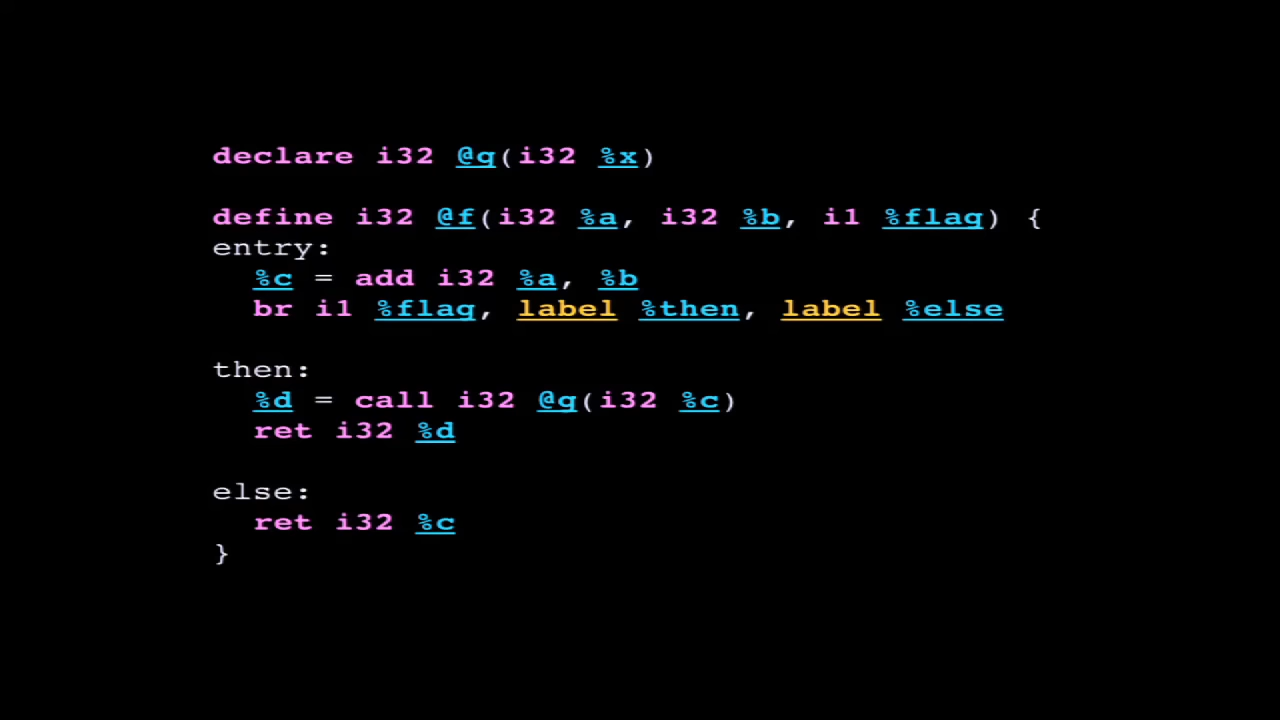 declare i32 @g(i32 %x)
define i32 @f(i32 %a, i32 %b, i1 %flag) {
entry:
%c = add i32 %a, %b
br i1 %flag, label %then, label %else
then:
%d = call i32 @g(i32 %c)
ret i32 %d
else:
ret i32 %c
}